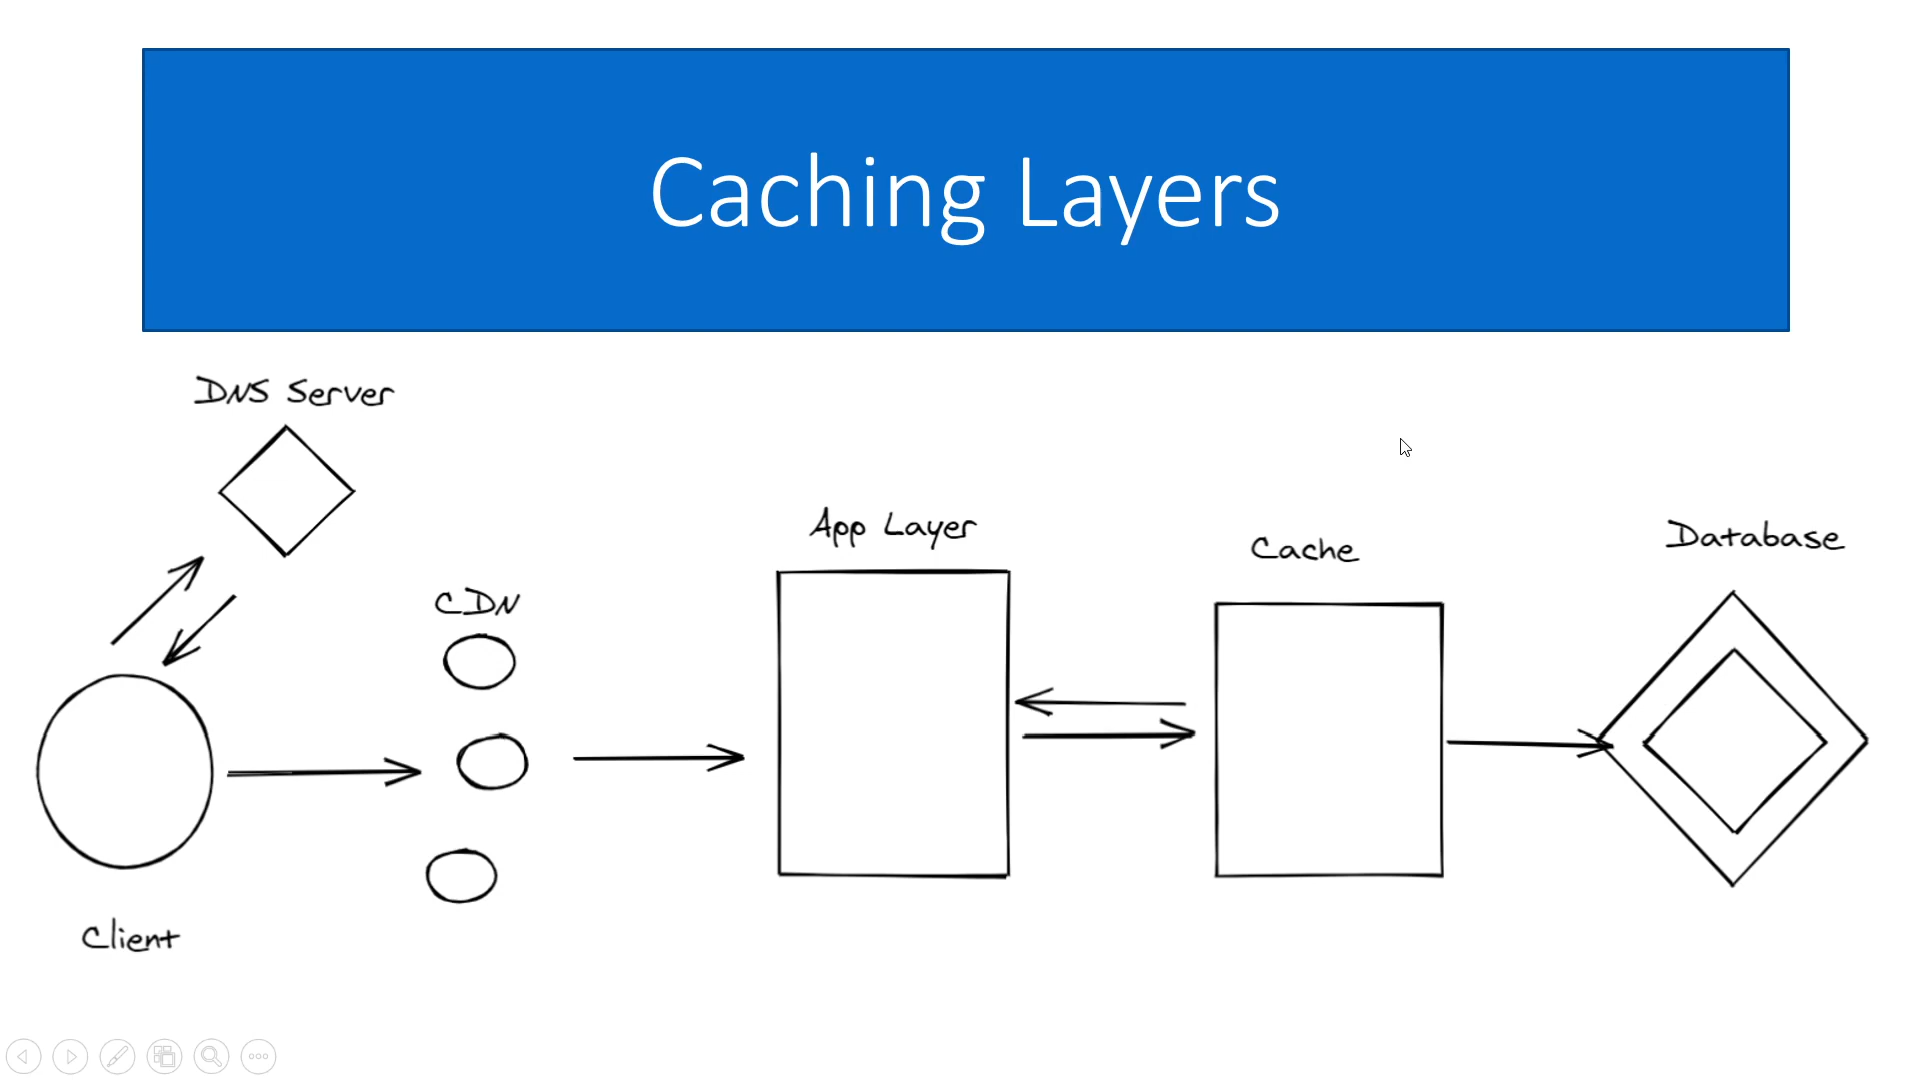 Caching Layers
DNS Server
App Layer
Database
Cache
CDN
Client